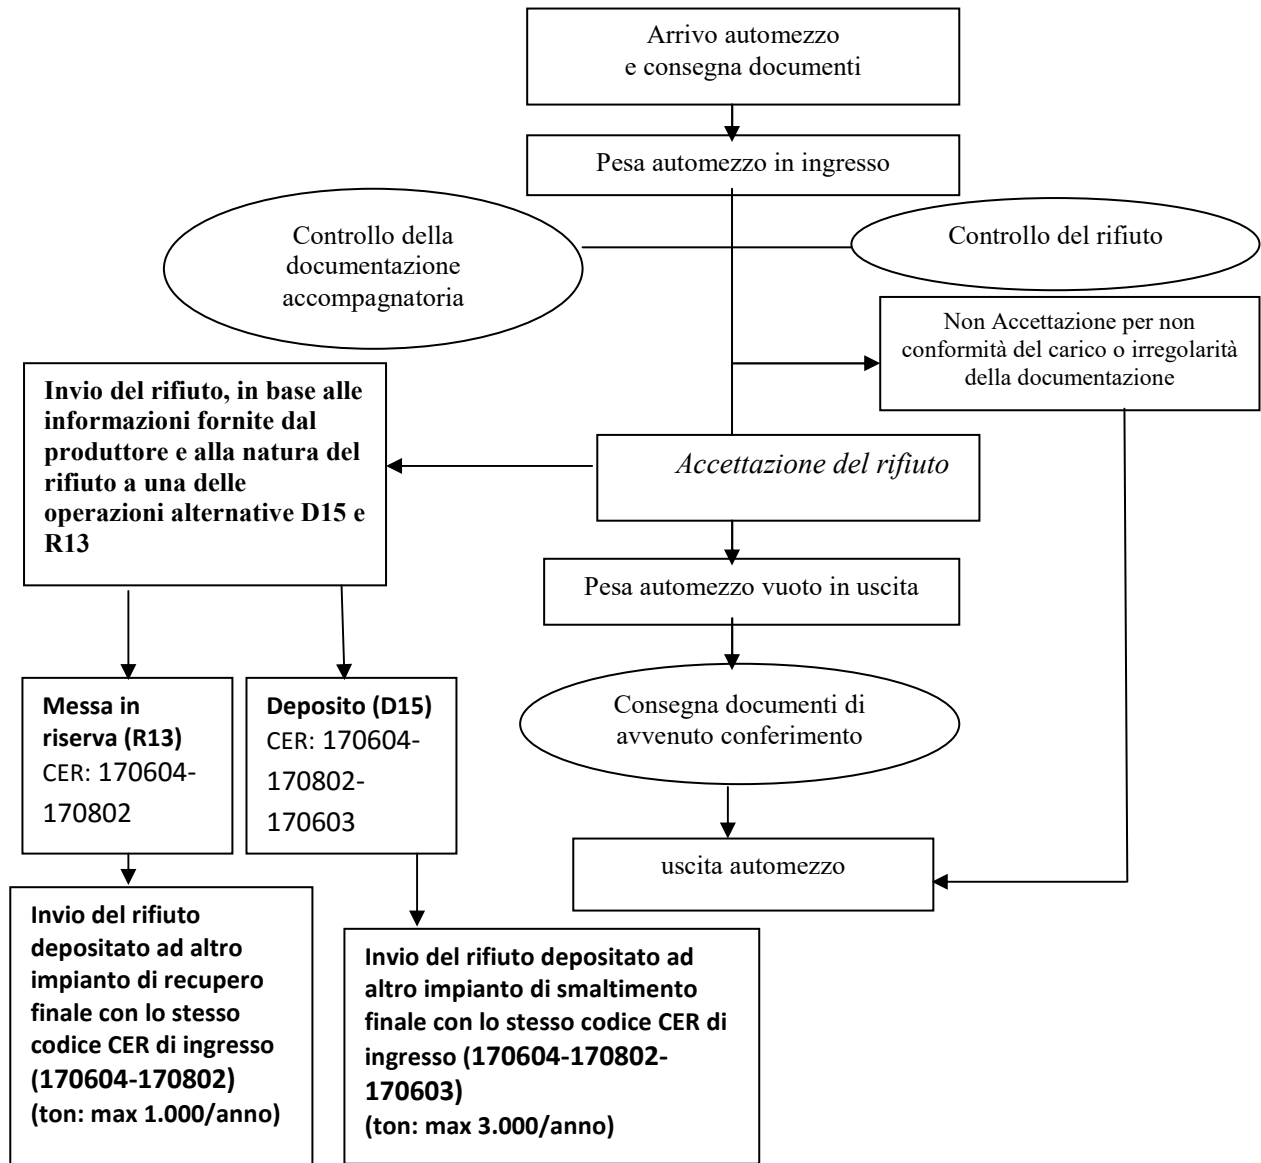 Arrivo automezzo
e consegna documenti
Pesa automezzo in ingresso
Controllo della
documentazione
accompagnatoria
Controllo del rifiuto
Non Accettazione per non
conformità del carico o irregolarità
della documentazione
Invio del rifiuto, in base alle
informazioni fornite dal
produttore e alla natura del
rifiuto a una delle
operazioni alternative D15 e
R13
Accettazione del rifiuto
Pesa automezzo vuoto in uscita
Messa in
riserva (R13)
CER: 170604-
170802
Deposito (D15)
CER: 170604-
170802-
170603
Consegna documenti di
avvenuto conferimento
uscita automezzo
Invio del rifiuto
depositato ad altro
impianto di recupero
finale con lo stesso
codice CER di ingresso
(170604-170802)
(ton: max 1.000/anno)
Invio del rifiuto depositato ad
altro impianto di smaltimento
finale con lo stesso codice CER di
ingresso (170604-170802-
170603)
(ton: max 3.000/anno)